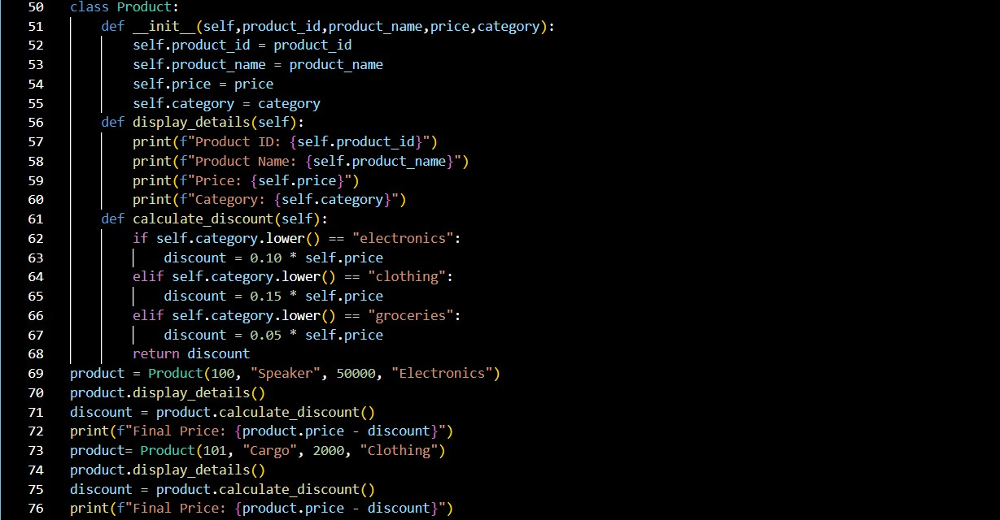 50 class Product:
51     def __init__(self,product_id,product_name,price,category):
52         self.product_id = product_id
53         self.product_name = product_name
54         self.price = price
55         self.category = category
56     def display_details(self):
57         print(f"Product ID: {self.product_id}")
58         print(f"Product Name: {self.product_name}")
59         print(f"Price: {self.price}")
60         print(f"Category: {self.category}")
61     def calculate_discount(self):
62         if self.category.lower() == "electronics":
63             discount = 0.10 * self.price
64         elif self.category.lower() == "clothing":
65             discount = 0.15 * self.price
66         elif self.category.lower() == "groceries":
67             discount = 0.05 * self.price
68         return discount
69 product = Product(100, "Speaker", 50000, "Electronics")
70 product.display_details()
71 discount = product.calculate_discount()
72 print(f"Final Price: {product.price - discount}")
73 product= Product(101, "Cargo", 2000, "Clothing")
74 product.display_details()
75 discount = product.calculate_discount()
76 print(f"Final Price: {product.price - discount}")